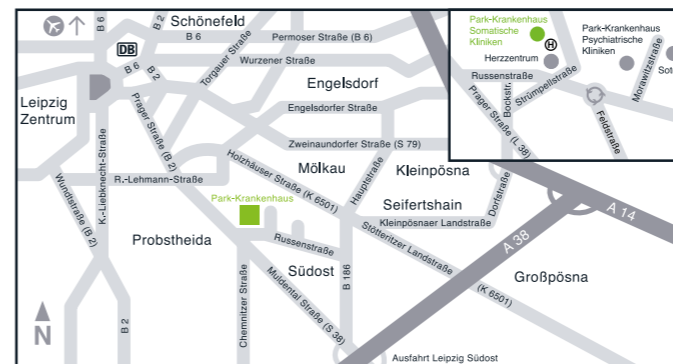 B 6
Schönefeld
B 2
B 6
Permoser Straße (B 6)
DB
Wurzener Straße
Torgauer Straße
B 6
B 2
Engelsdorf
Leipzig
Zentrum
Engelsdorfer Straße
Prager Straße (B 2)
Zweinaundorfer Straße (S 79)
K.-Liebknecht-Straße
Holzhäuser Straße (K 6501)
Mölkau
Hauptstraße
Kleinpösna
R.-Lehmann-Straße
Wundtstraße (B 2)
Park-Krankenhaus
Seifertshain
Dorfstraße
Kleinpösnaer Landstraße
Stötteritzer Landstraße
(K 6501)
Probstheida
Russenstraße
Südost
B 186
Großpösna
A 38
A 14
Chemnitzer Straße
Muldental Straße (S 38)
B 2
N
Ausfahrt Leipzig Südost
Park-Krankenhaus
Somatische
Kliniken
H
Herzzentrum
Park-Krankenhaus
Psychiatrische
Kliniken
Morawitzstraße
Sote
Russenstraße
Strümpellstraße
Bockstr.
Prager Straße (L 38)
Feldstraße